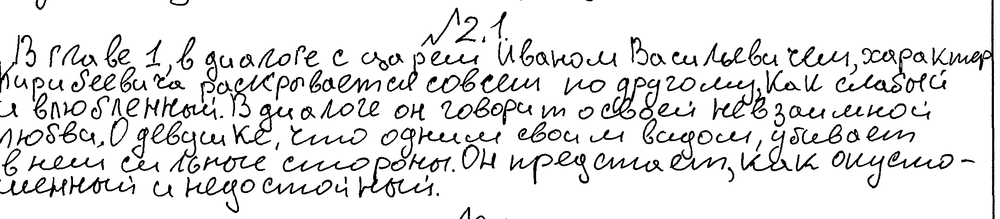 №2.1.
В главе 1, в диалоге с царем Иваном Васильевичем, характер
Кирибеевича раскрывается совсем по другому, как слабый
и влюбленный. В диалоге он говорит о своей невзаимной
любви. О девушке, что одним своим видом, убивает
в нем сильные стороны. Он предстает, как опусто-
шенный и недостойный.